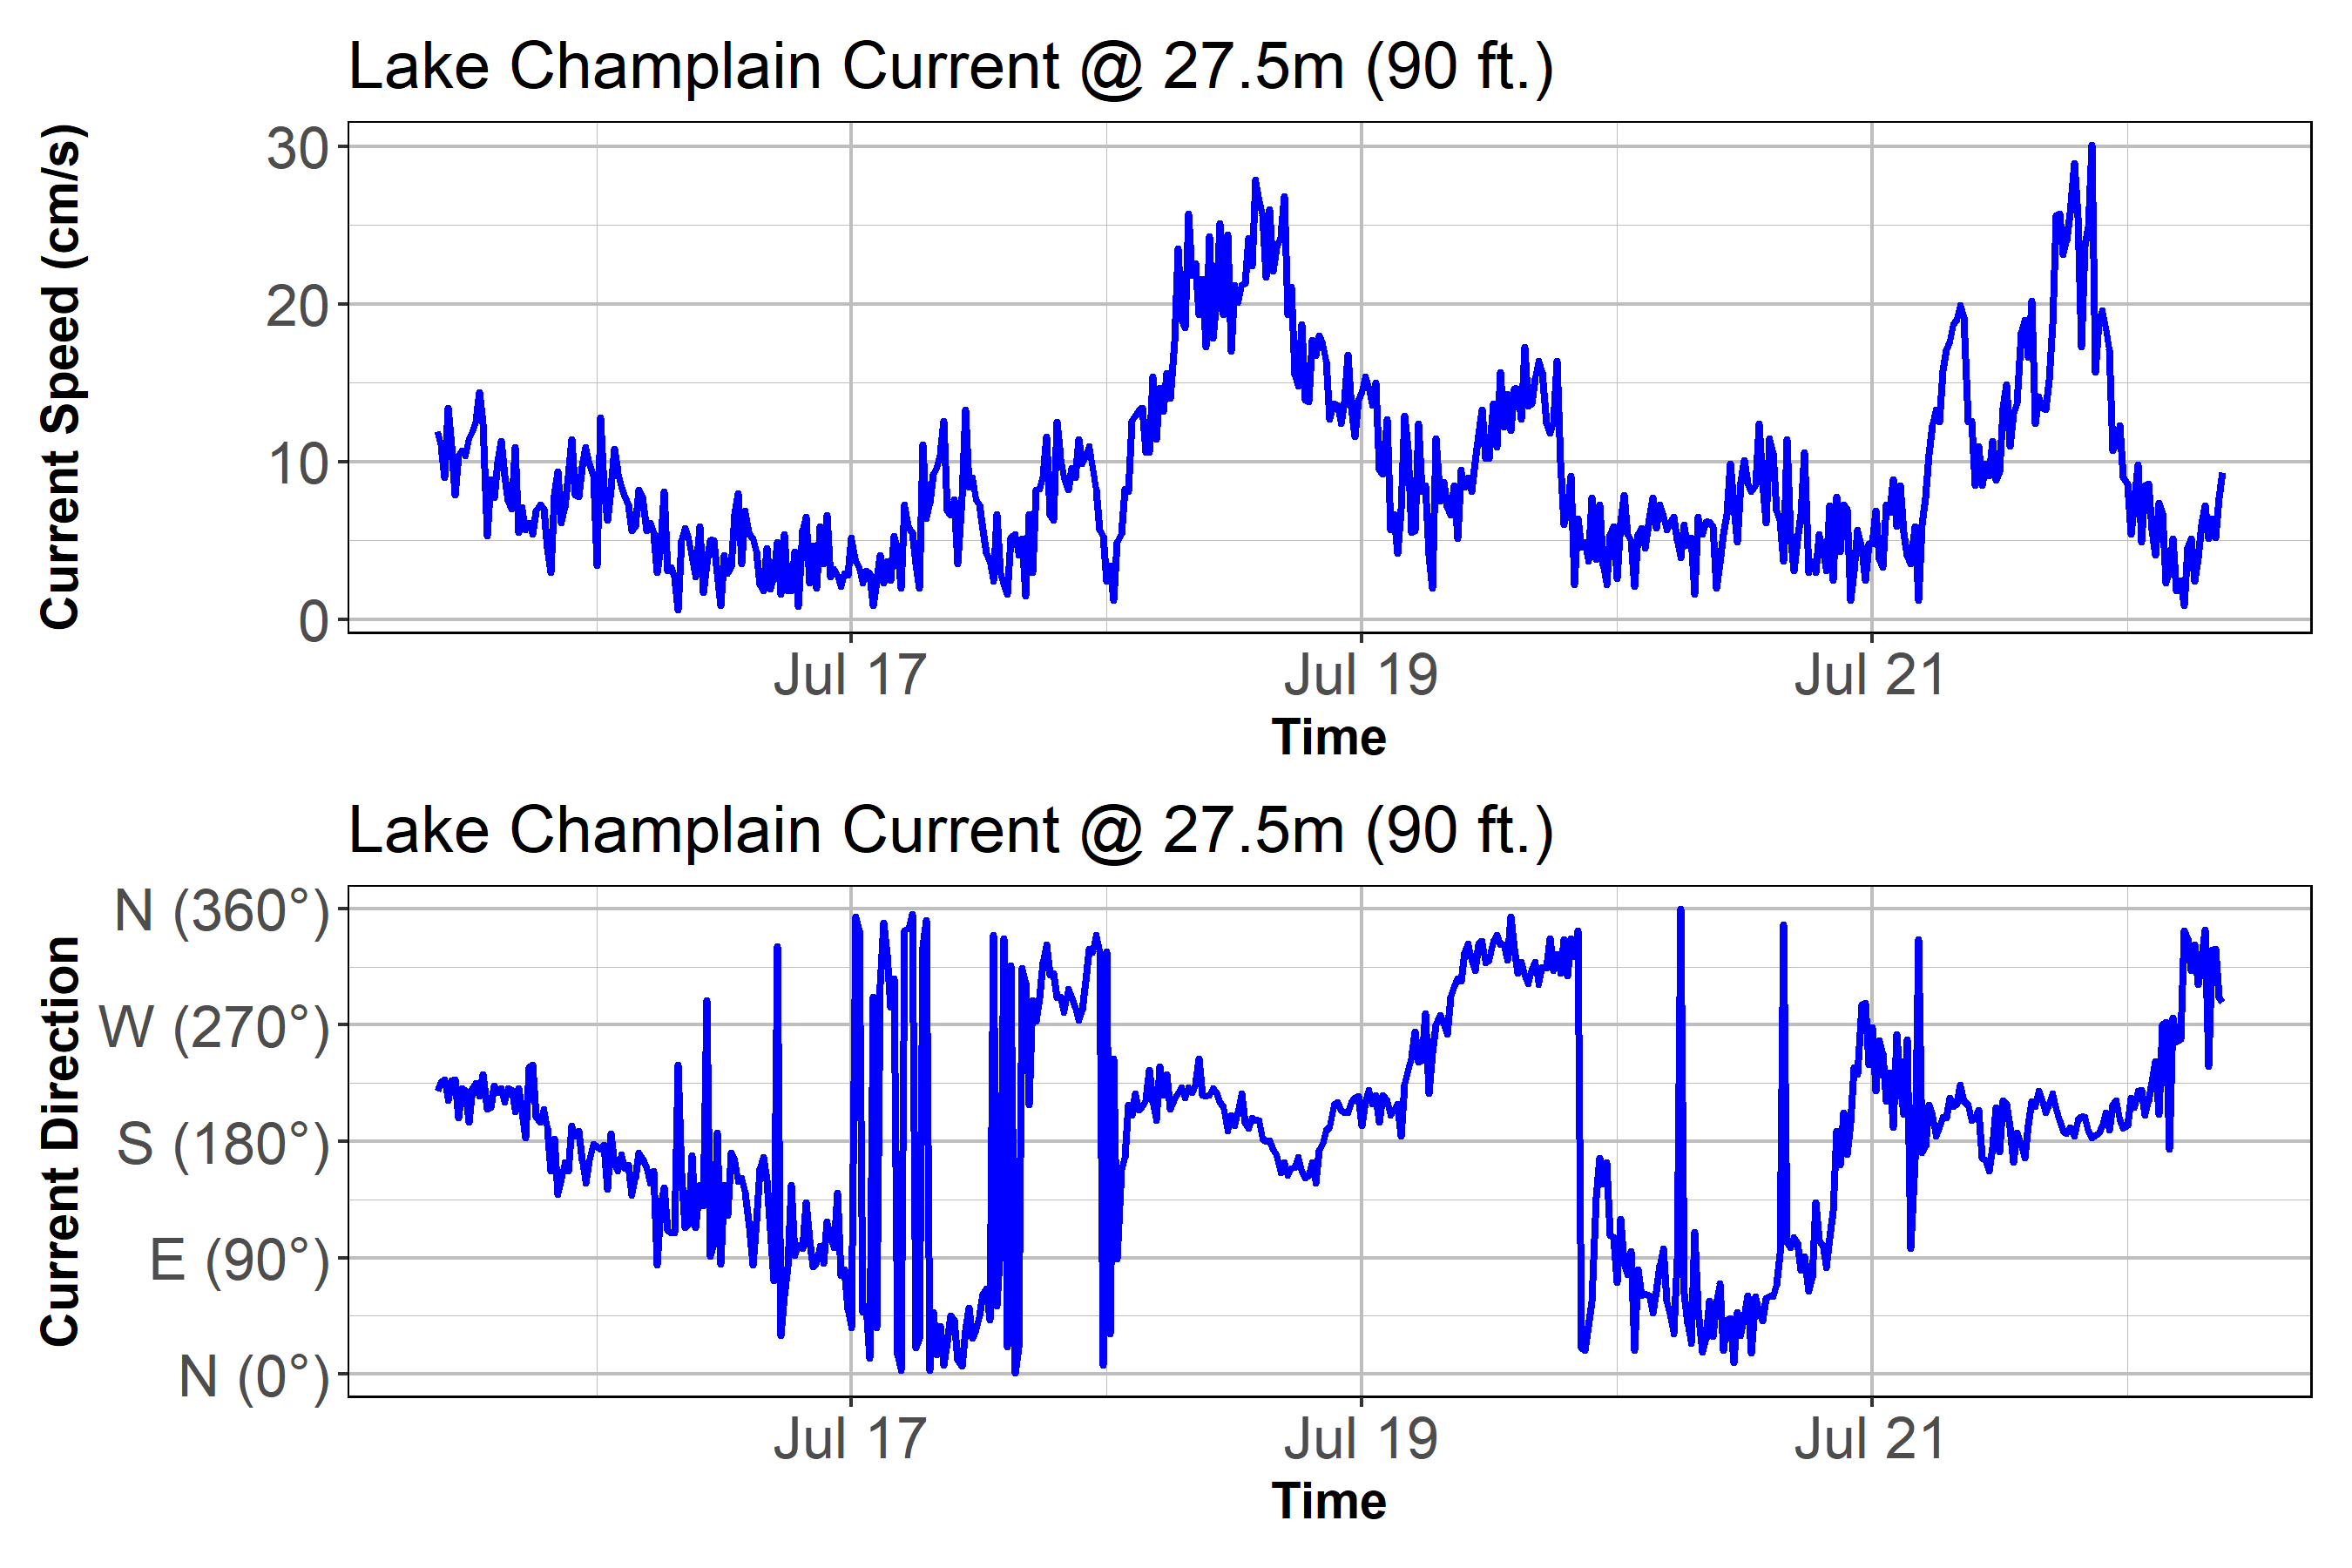 Lake Champlain Current @ 27.5m (90 ft.)
Current Speed (cm/s)
30
20
10
0
Jul 17 Jul 19 Jul 21
Time
Lake Champlain Current @ 27.5m (90 ft.)
Current Direction
N (360°)
W (270°)
S (180°)
E (90°)
N (0°)
Jul 17 Jul 19 Jul 21
Time